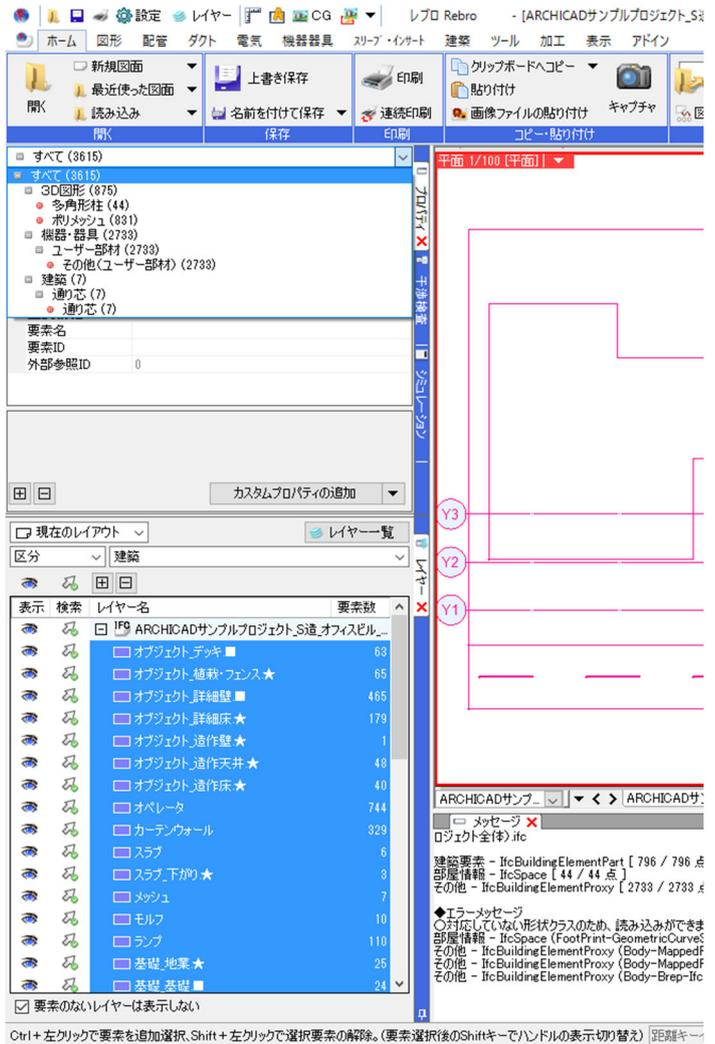 設定 レイヤー CG レブロ Rebro - [ARCHICADサンプルプロジェクト_S造
ホーム 図形 配管 ダクト 電気 機器器具 スリーブ・インサート 建築 ツール 加工 表示 アドイン
開く
新規図面
最近使った図面
読み込み
開く
上書き保存
名前を付けて保存
保存
印刷
連続印刷
印刷
クリップボードへコピー
貼り付け
画像ファイルの貼り付け
キャプチャ
図
コピー・貼り付け
すべて (3615)
すべて (3615)
3D図形 (875)
多角形柱 (44)
ポリメッシュ (831)
機器・器具 (2733)
ユーザー部材 (2733)
その他(ユーザー部材) (2733)
建築 (7)
通り芯 (7)
通り芯 (7)
要素名
要素ID
外部参照ID 0
カスタムプロパティの追加
プロパティ
干渉検査
シミュレーション
現在のレイアウト レイヤー一覧
区分 建築
表示 検索 レイヤー名 要素数
IFC ARCHICADサンプルプロジェクト_S造_オフィスビル_...
オブジェクト_デッキ■ 63
オブジェクト_植栽・フェンス★ 65
オブジェクト_詳細壁■ 465
オブジェクト_詳細床★ 179
オブジェクト_造作壁★ 1
オブジェクト_造作天井★ 48
オブジェクト_造作床★ 40
オペレータ 744
カーテンウォール 329
スラブ 6
スラブ_下がり★ 3
メッシュ 7
モルフ 10
ランプ 110
基礎_地業★ 25
基礎_基礎■ 24
要素のないレイヤーは表示しない
レイヤー
平面 1/100 [平面]
Y3
Y2
Y1
ARCHICADサンプ... ARCHICADサ
メッセージ
ロジェクト全体).ifc
建築要素 - IfcBuildingElementPart [ 796 / 796 点
部屋情報 - IfcSpace [ 44 / 44 点 ]
その他 - IfcBuildingElementProxy [ 2733 / 2733 点
◆エラーメッセージ
○対応していない形状クラスのため、読み込みができま
部屋情報 - IfcSpace (FootPrint-GeometricCurveS
その他 - IfcBuildingElementProxy (Body-MappedR
その他 - IfcBuildingElementProxy (Body-MappedR
その他 - IfcBuildingElementProxy (Body-Brep-Ifc
Ctrl+左クリックで要素を追加選択、Shift+左クリックで選択要素の解除。(要素選択後のShiftキーでハンドルの表示切り替え) 距離キー